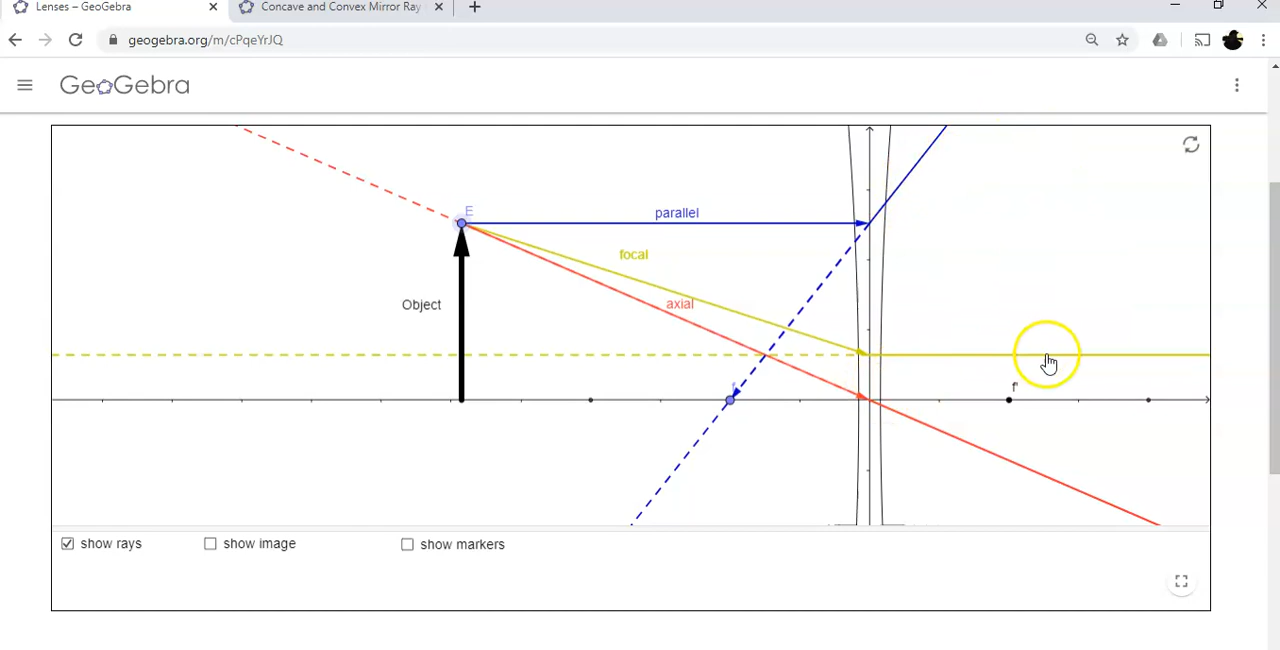 Lenses – GeoGebra
Concave and Convex Mirror Ray
geogebra.org/m/cPqeYrJQ
GeoGebra
E
parallel
focal
Object
axial
f
f'
show rays
show image
show markers